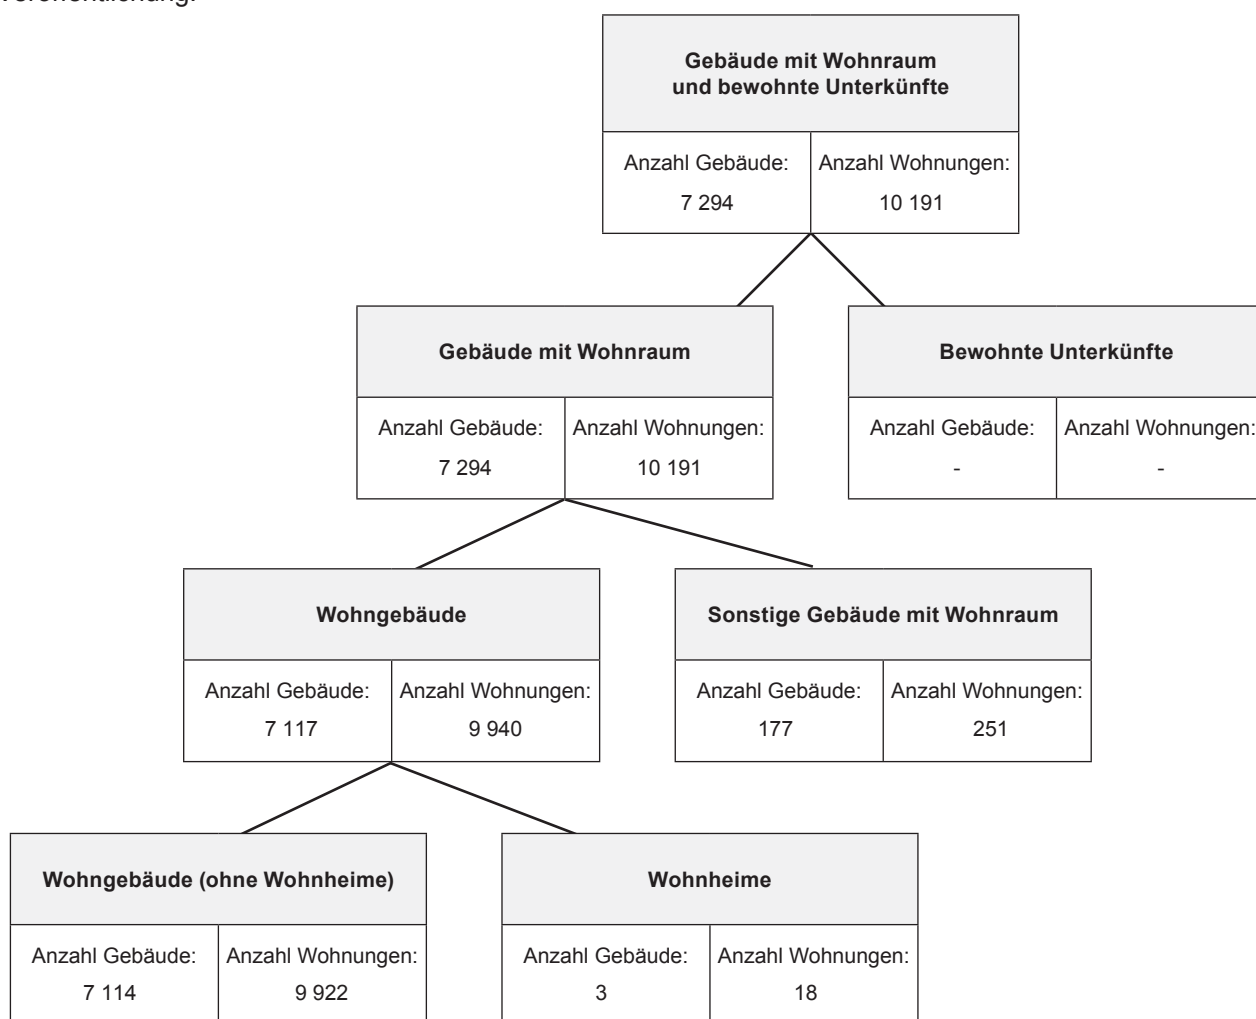 Gebäude mit Wohnraum
und bewohnte Unterkünfte
Anzahl Gebäude: Anzahl Wohnungen:
7 294 10 191
Gebäude mit Wohnraum
Anzahl Gebäude: Anzahl Wohnungen:
7 294 10 191
Bewohnte Unterkünfte
Anzahl Gebäude: Anzahl Wohnungen:
- -
Wohngebäude
Anzahl Gebäude: Anzahl Wohnungen:
7 117 9 940
Sonstige Gebäude mit Wohnraum
Anzahl Gebäude: Anzahl Wohnungen:
177 251
Wohngebäude (ohne Wohnheime)
Anzahl Gebäude: Anzahl Wohnungen:
7 114 9 922
Wohnheime
Anzahl Gebäude: Anzahl Wohnungen:
3 18